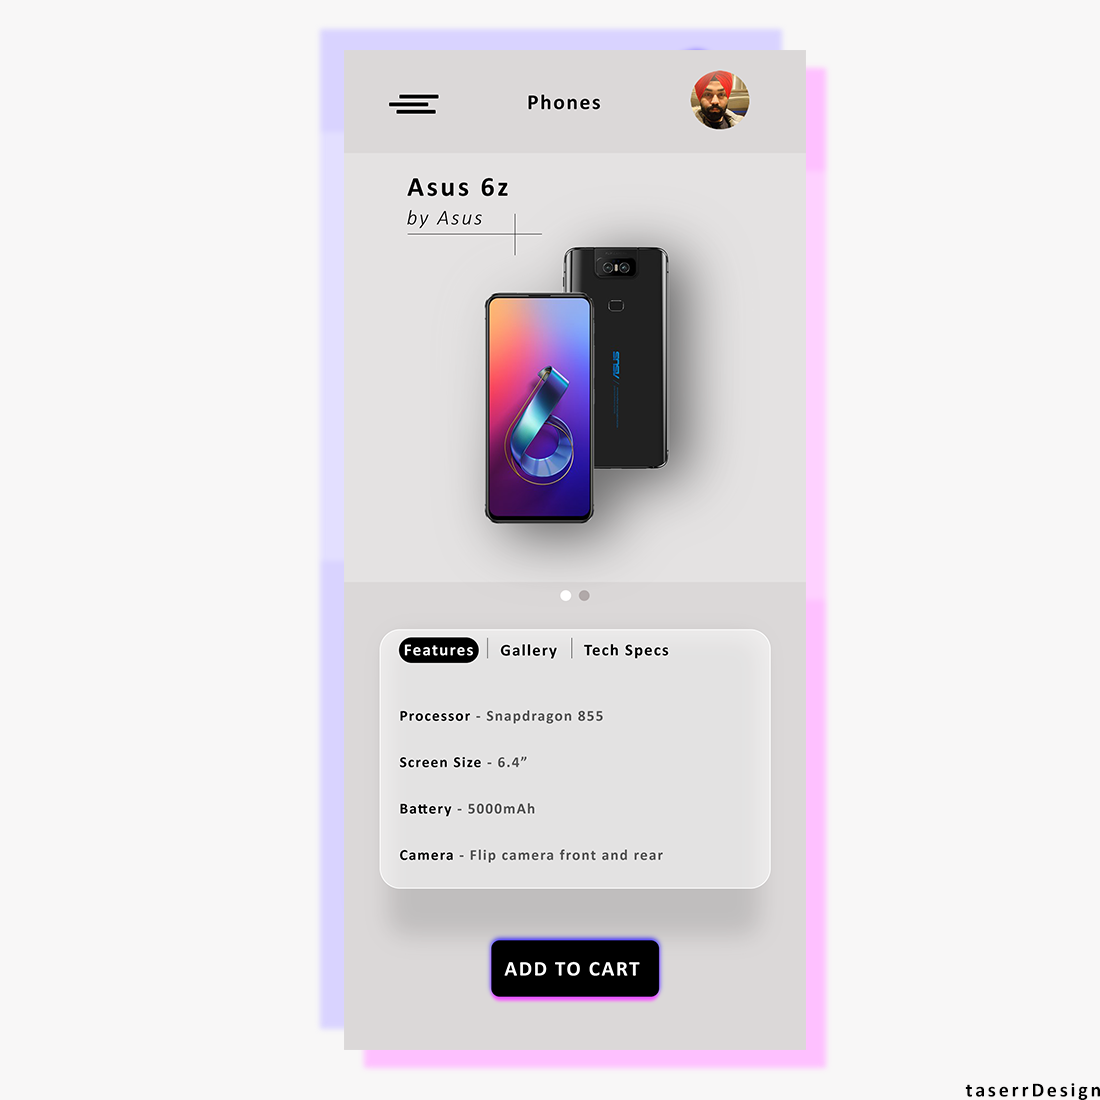 Phones
Asus 6z
by Asus
ASUS
Features
Gallery
Tech Specs
Processor - Snapdragon 855
Screen Size - 6.4”
Battery - 5000mAh
Camera - Flip camera front and rear
ADD TO CART
taserrDesign